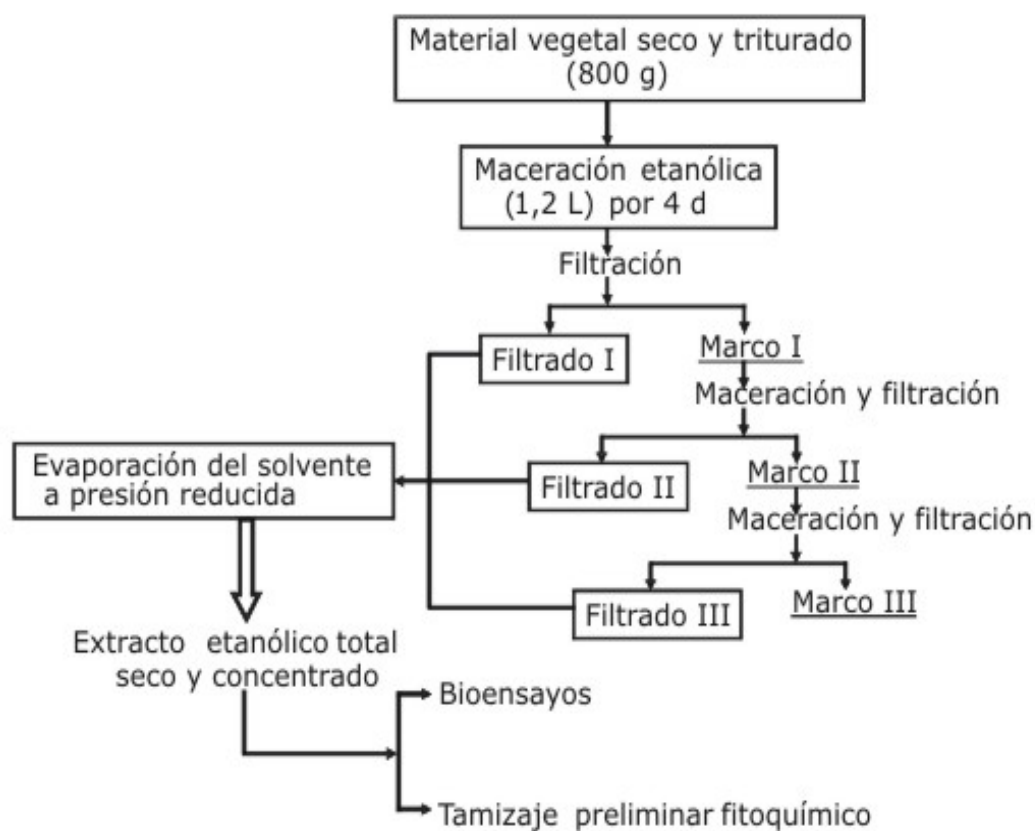 Material vegetal seco y triturado
(800 g)
Maceración etanólica
(1,2 L) por 4 d
Filtración
Filtrado I
Marco I
Maceración y filtración
Evaporación del solvente
a presión reducida
Filtrado II
Marco II
Maceración y filtración
Filtrado III
Marco III
Extracto etanólico total
seco y concentrado
Bioensayos
Tamizaje preliminar fitoquímico